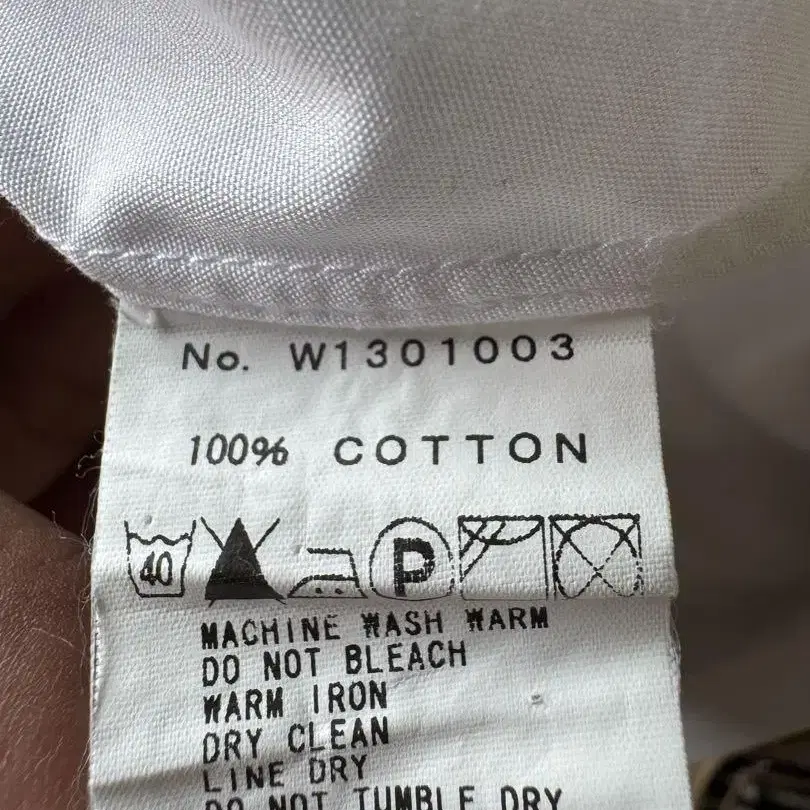 No. W1301003
100% COTTON
40 P
MACHINE WASH WARM
DO NOT BLEACH
WARM IRON
DRY CLEAN
LINE DRY
DO NOT TUMBLE DRY